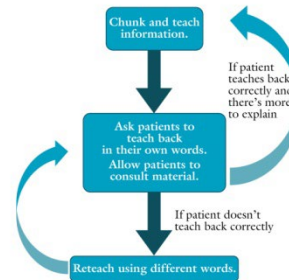 Chunk and teach
information.
If patient
teaches back
correctly and
there's more
to explain
Ask patients to
teach back
in their own words.
Allow patients to
consult material.
If patient doesn't
teach back correctly
Reteach using different words.